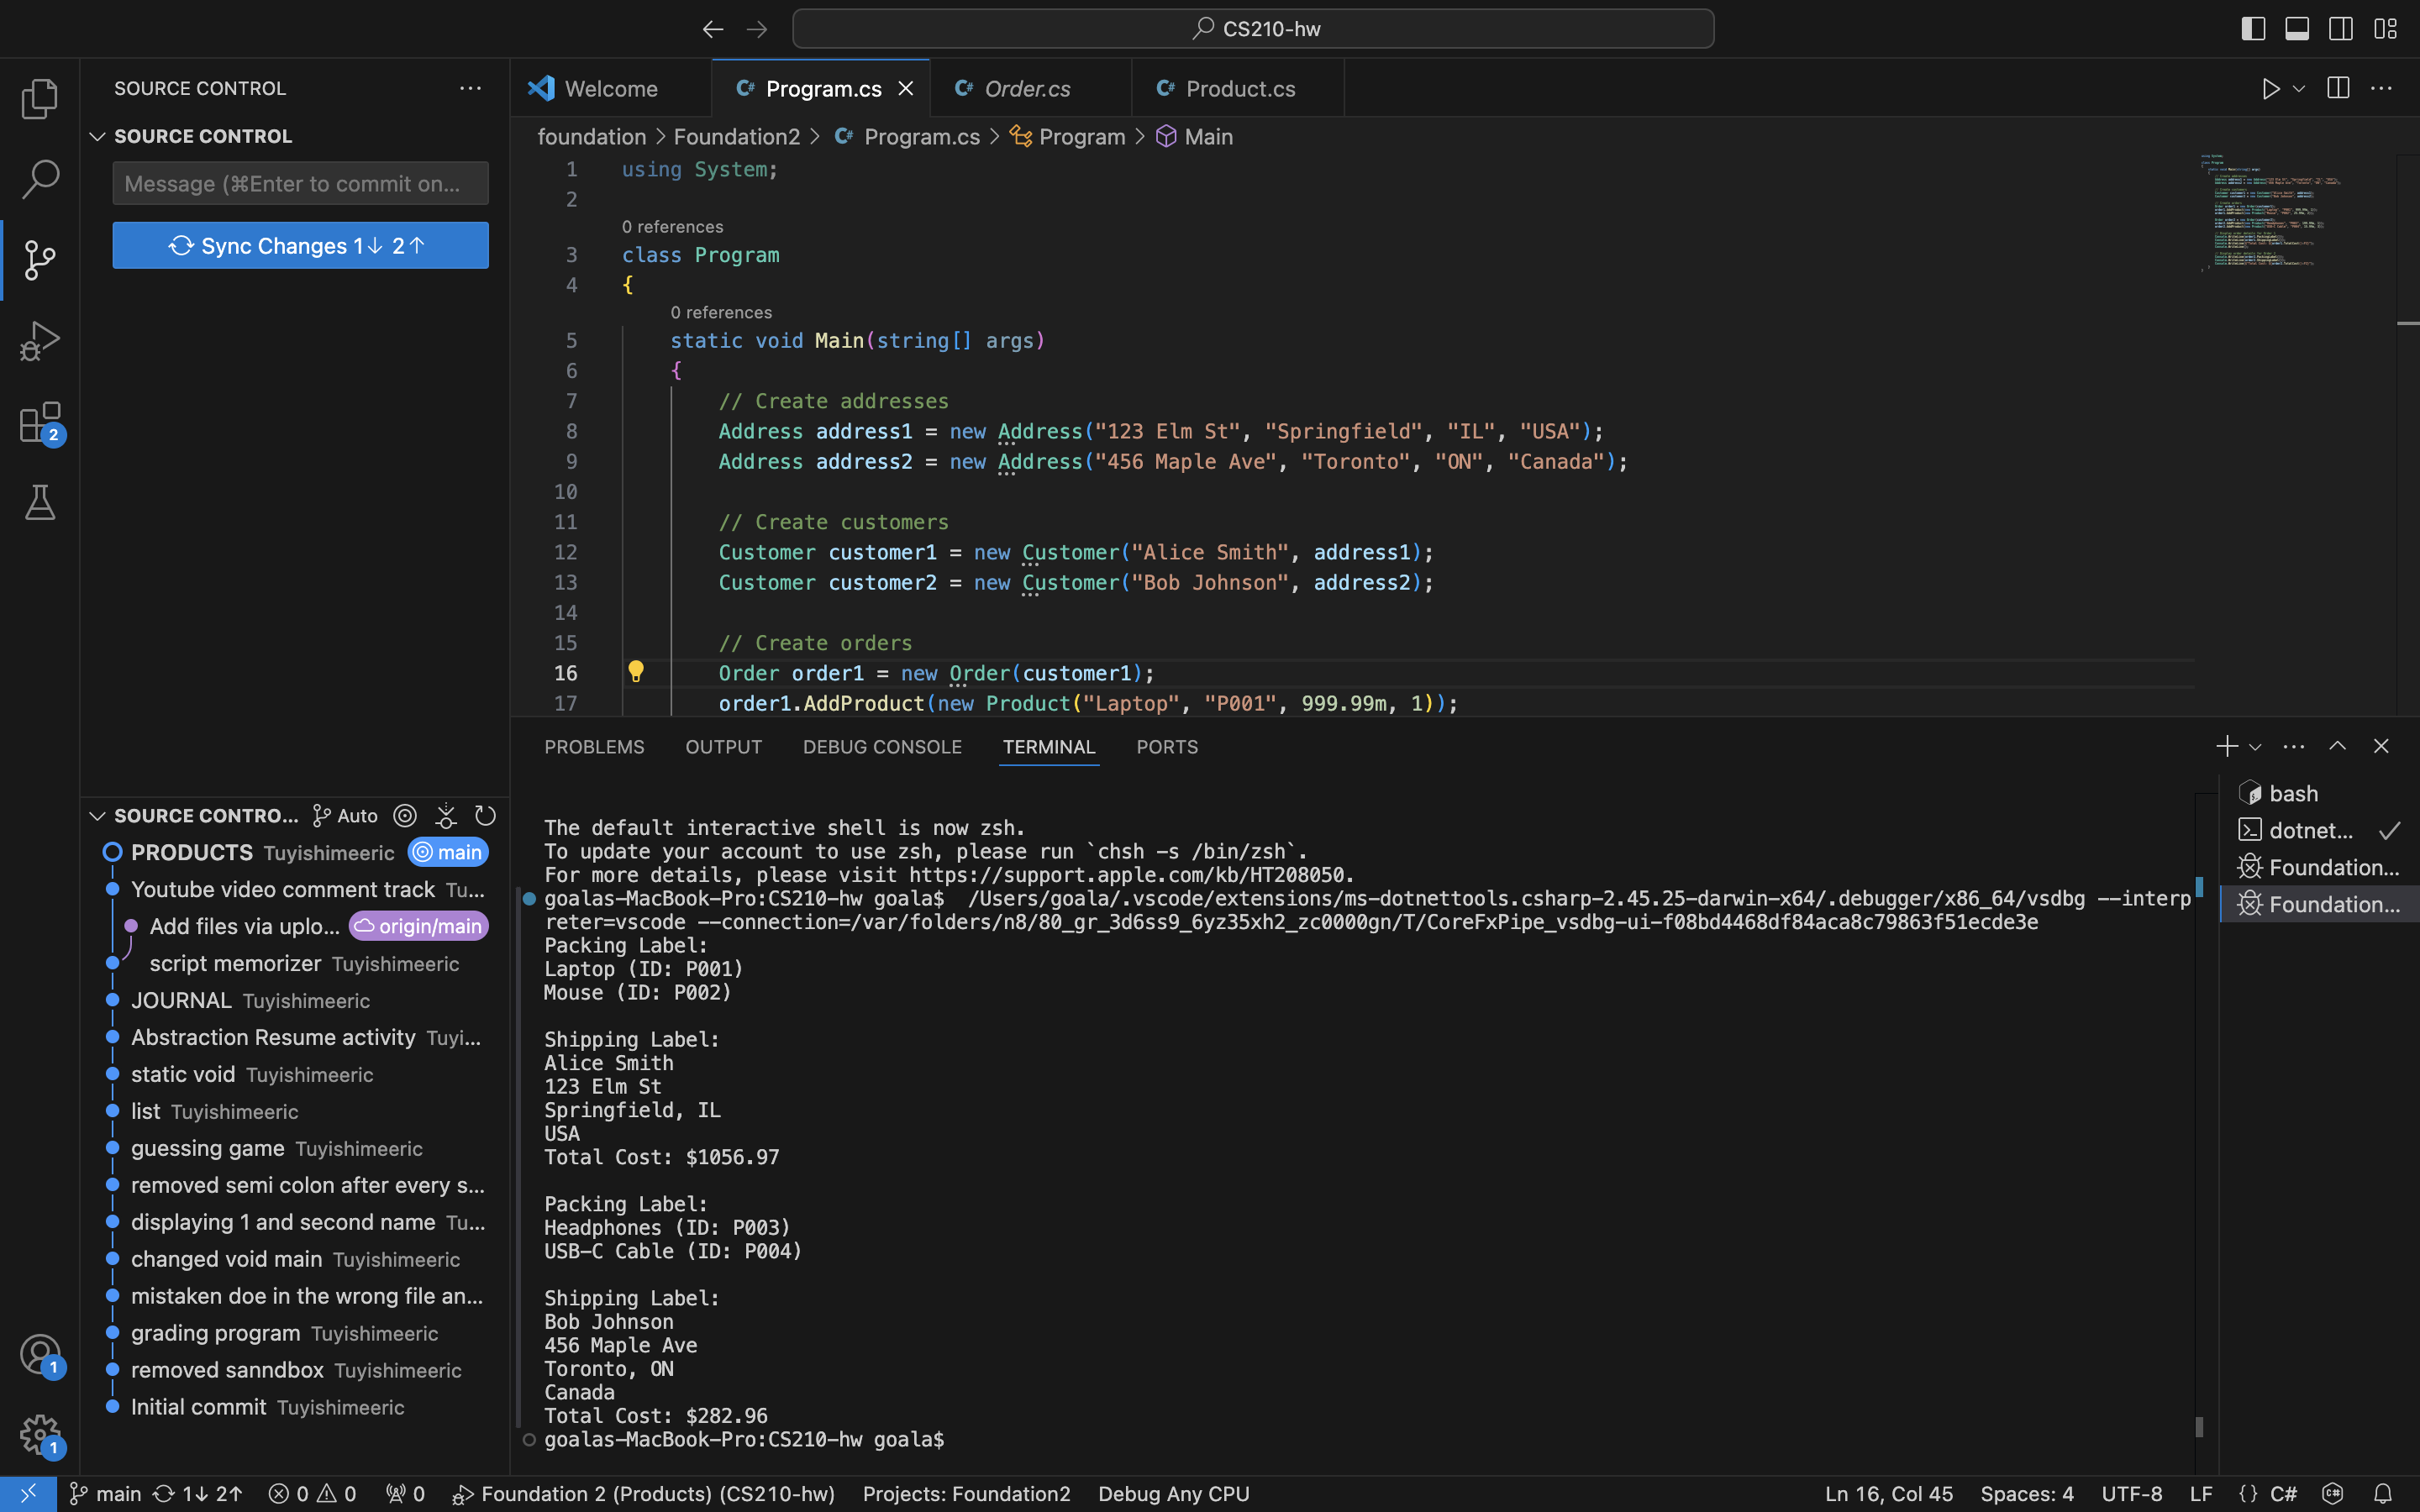 CS210-hw
SOURCE CONTROL
SOURCE CONTROL
Message (⌘Enter to commit on...
Sync Changes 1↓ 2↑
2
SOURCE CONTRO... Auto
PRODUCTS Tuyishimeeric main
Youtube video comment track Tu...
Add files via uplo... origin/main
script memorizer Tuyishimeeric
JOURNAL Tuyishimeeric
Abstraction Resume activity Tuyi...
static void Tuyishimeeric
list Tuyishimeeric
guessing game Tuyishimeeric
removed semi colon after every s...
displaying 1 and second name Tu...
changed void main Tuyishimeeric
mistaken doe in the wrong file an...
grading program Tuyishimeeric
removed sanndbox Tuyishimeeric
Initial commit Tuyishimeeric
1
1
Welcome C# Program.cs C# Order.cs C# Product.cs
foundation > Foundation2 > C# Program.cs > Program > Main
1 using System;
2
0 references
3 class Program
4 {
0 references
5 static void Main(string[] args)
6 {
7 // Create addresses
8 Address address1 = new Address("123 Elm St", "Springfield", "IL", "USA");
9 Address address2 = new Address("456 Maple Ave", "Toronto", "ON", "Canada");
10
11 // Create customers
12 Customer customer1 = new Customer("Alice Smith", address1);
13 Customer customer2 = new Customer("Bob Johnson", address2);
14
15 // Create orders
16 Order order1 = new Order(customer1);
17 order1.AddProduct(new Product("Laptop", "P001", 999.99m, 1));
PROBLEMS OUTPUT DEBUG CONSOLE TERMINAL PORTS
The default interactive shell is now zsh.
To update your account to use zsh, please run `chsh -s /bin/zsh`.
For more details, please visit https://support.apple.com/kb/HT208050.
goalas-MacBook-Pro:CS210-hw goala$ /Users/goala/.vscode/extensions/ms-dotnettools.csharp-2.45.25-darwin-x64/.debugger/x86_64/vsdbg --interp
reter=vscode --connection=/var/folders/n8/80_gr_3d6ss9_6yz35xh2_zc0000gn/T/CoreFxPipe_vsdbg-ui-f08bd4468df84aca8c79863f51ecde3e
Packing Label:
Laptop (ID: P001)
Mouse (ID: P002)
Shipping Label:
Alice Smith
123 Elm St
Springfield, IL
USA
Total Cost: $1056.97
Packing Label:
Headphones (ID: P003)
USB-C Cable (ID: P004)
Shipping Label:
Bob Johnson
456 Maple Ave
Toronto, ON
Canada
Total Cost: $282.96
goalas-MacBook-Pro:CS210-hw goala$
bash
dotnet...
Foundation...
Foundation...
main 1↓ 2↑ 0 0 0 Foundation 2 (Products) (CS210-hw) Projects: Foundation2 Debug Any CPU Ln 16, Col 45 Spaces: 4 UTF-8 LF {} C#